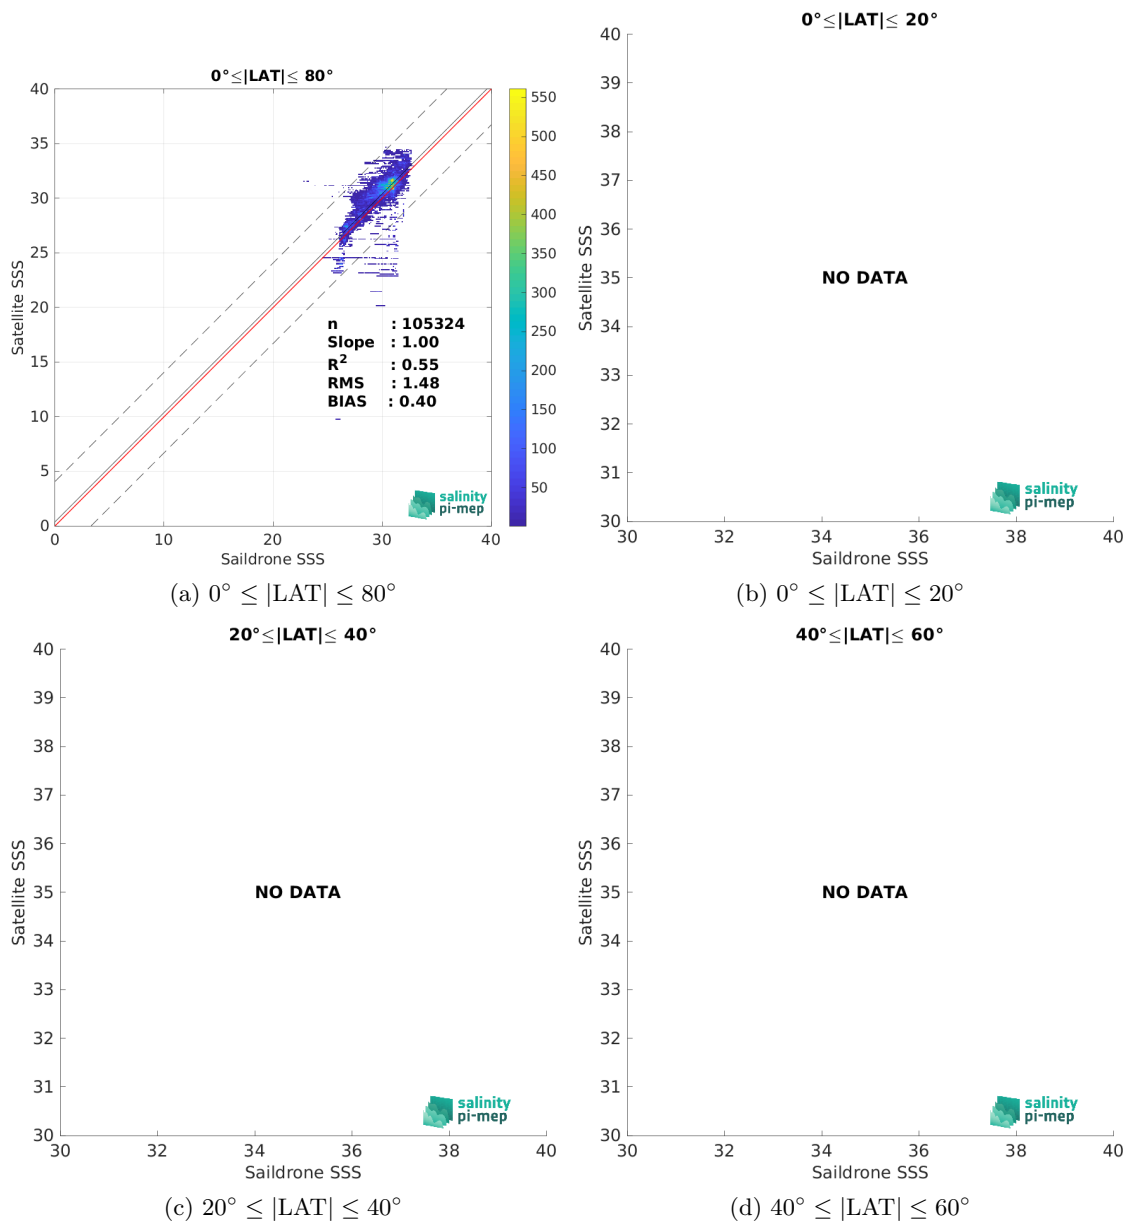 0°≤|LAT|≤ 80°
40
35
30
25
20
15
10
5
0
Satellite SSS
0
10
20
30
40
Saildrone SSS
550
500
450
400
350
300
250
200
150
100
50
n : 105324
Slope : 1.00
R² : 0.55
RMS : 1.48
BIAS : 0.40
salinity
pi-mep
(a) 0° ≤ |LAT| ≤ 80°
0°≤|LAT|≤ 20°
40
39
38
37
36
35
34
33
32
31
30
Satellite SSS
NO DATA
30
32
34
36
38
40
Saildrone SSS
salinity
pi-mep
(b) 0° ≤ |LAT| ≤ 20°
20°≤|LAT|≤ 40°
40
39
38
37
36
35
34
33
32
31
30
Satellite SSS
NO DATA
30
32
34
36
38
40
Saildrone SSS
salinity
pi-mep
(c) 20° ≤ |LAT| ≤ 40°
40°≤|LAT|≤ 60°
40
39
38
37
36
35
34
33
32
31
30
Satellite SSS
NO DATA
30
32
34
36
38
40
Saildrone SSS
salinity
pi-mep
(d) 40° ≤ |LAT| ≤ 60°